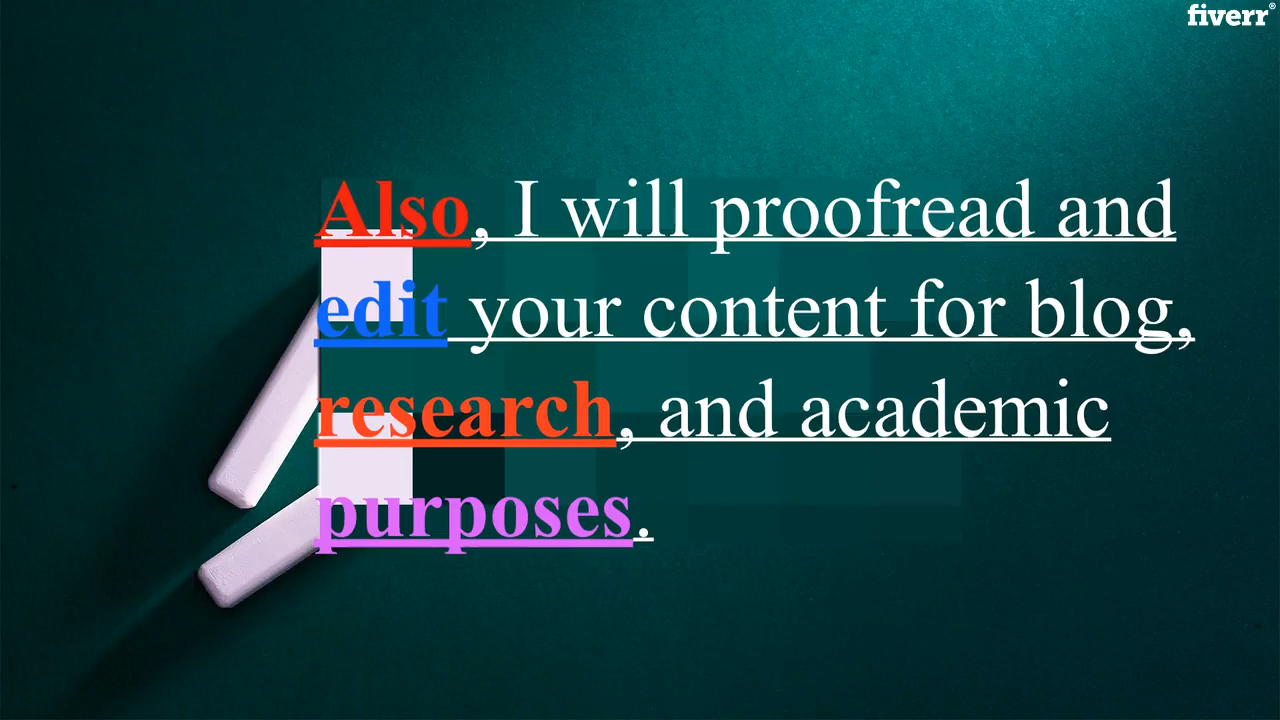 fiverr®
Also, I will proofread and
edit your content for blog,
research, and academic
purposes.